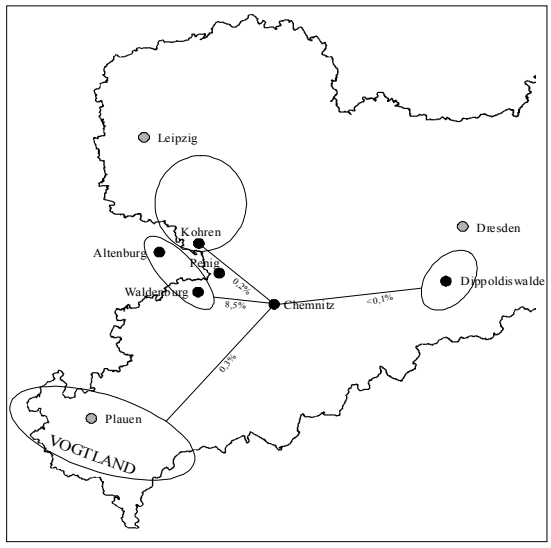 Leipzig
Kohren
Dresden
Altenburg
Penig
0,2%
Dippoldiswalde
Waldenburg
8,5%
Chemnitz
<0,1%
0,3%
Plauen
VOGTLAND